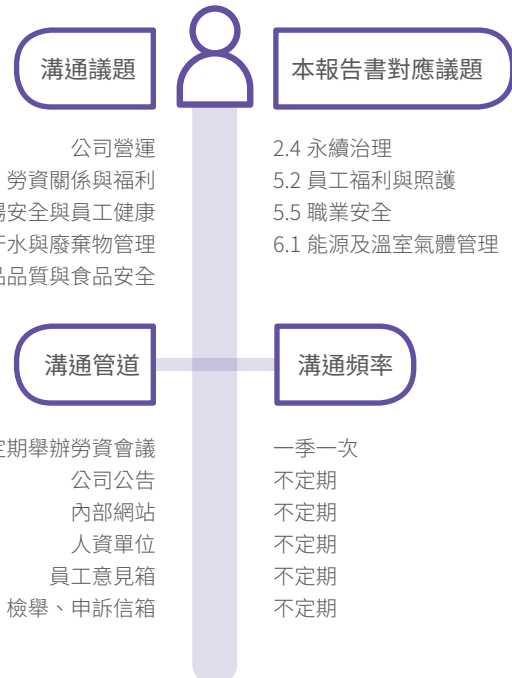 溝通議題
本報告書對應議題
公司營運
勞資關係與福利
場安全與員工健康
水與廢棄物管理
品品質與食品安全
2.4 永續治理
5.2 員工福利與照護
5.5 職業安全
6.1 能源及溫室氣體管理
溝通管道
溝通頻率
定期舉辦勞資會議
一季一次
公司公告
不定期
內部網站
不定期
人資單位
不定期
員工意見箱
不定期
檢舉、申訴信箱
不定期